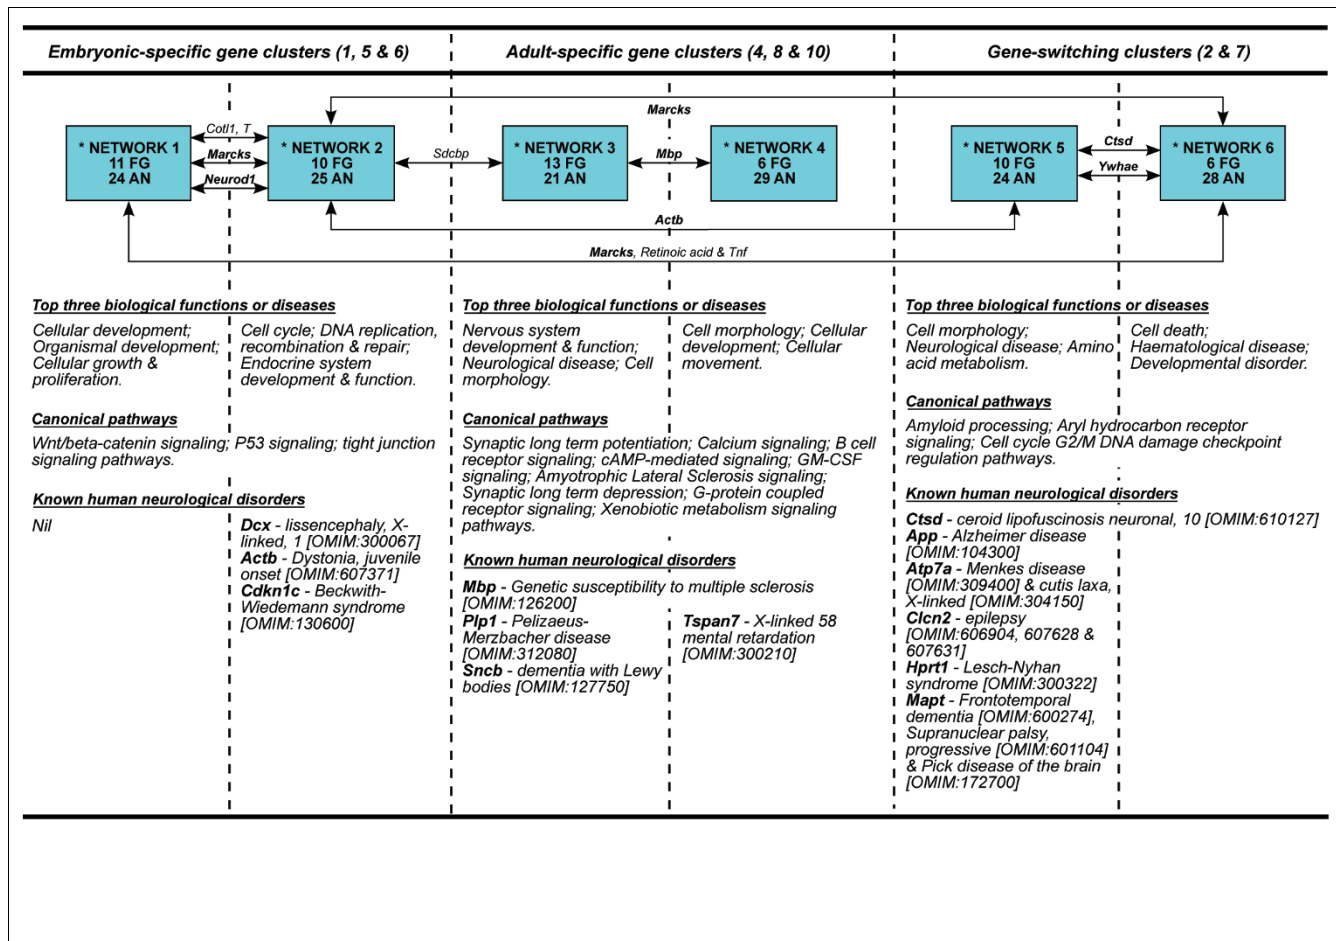 Embryonic-specific gene clusters (1, 5 & 6)
Adult-specific gene clusters (4, 8 & 10)
Gene-switching clusters (2 & 7)
Marcks
* NETWORK 1
11 FG
24 AN
Cotl1, T
Marcks
Neurod1
* NETWORK 2
10 FG
25 AN
Sdcbp
* NETWORK 3
13 FG
21 AN
Mbp
* NETWORK 4
6 FG
29 AN
* NETWORK 5
10 FG
24 AN
Ctsd
Ywhae
* NETWORK 6
6 FG
28 AN
Actb
Marcks, Retinoic acid & Tnf
Top three biological functions or diseases
Cellular development;
Organismal development;
Cellular growth &
proliferation.
Cell cycle; DNA replication,
recombination & repair;
Endocrine system
development & function.
Canonical pathways
Wnt/beta-catenin signaling; P53 signaling; tight junction
signaling pathways.
Known human neurological disorders
Nil
Dcx - lissencephaly, X-
linked, 1 [OMIM:300067]
Actb - Dystonia, juvenile
onset [OMIM:607371]
Cdkn1c - Beckwith-
Wiedemann syndrome
[OMIM:130600]
Top three biological functions or diseases
Nervous system
development & function;
Neurological disease; Cell
morphology.
Cell morphology; Cellular
development; Cellular
movement.
Canonical pathways
Synaptic long term potentiation; Calcium signaling; B cell
receptor signaling; cAMP-mediated signaling; GM-CSF
signaling; Amyotrophic Lateral Sclerosis signaling;
Synaptic long term depression; G-protein coupled
receptor signaling; Xenobiotic metabolism signaling
pathways.
Known human neurological disorders
Mbp - Genetic susceptibility to multiple sclerosis
[OMIM:126200]
Plp1 - Pelizaeus-
Merzbacher disease
[OMIM:312080]
Sncb - dementia with Lewy
bodies [OMIM:127750]
Tspan7 - X-linked 58
mental retardation
[OMIM:300210]
Top three biological functions or diseases
Cell morphology;
Neurological disease; Amino
acid metabolism.
Cell death;
Haematological disease;
Developmental disorder.
Canonical pathways
Amyloid processing; Aryl hydrocarbon receptor
signaling; Cell cycle G2/M DNA damage checkpoint
regulation pathways.
Known human neurological disorders
Ctsd - ceroid lipofuscinosis neuronal, 10 [OMIM:610127]
App - Alzheimer disease
[OMIM:104300]
Atp7a - Menkes disease
[OMIM:309400] & cutis laxa,
X-linked [OMIM:304150]
Clcn2 - epilepsy
[OMIM:606904, 607628 &
607631]
Hprt1 - Lesch-Nyhan
syndrome [OMIM:300322]
Mapt - Frontotemporal
dementia [OMIM:600274],
Supranuclear palsy,
progressive [OMIM:601104]
& Pick disease of the brain
[OMIM:172700]